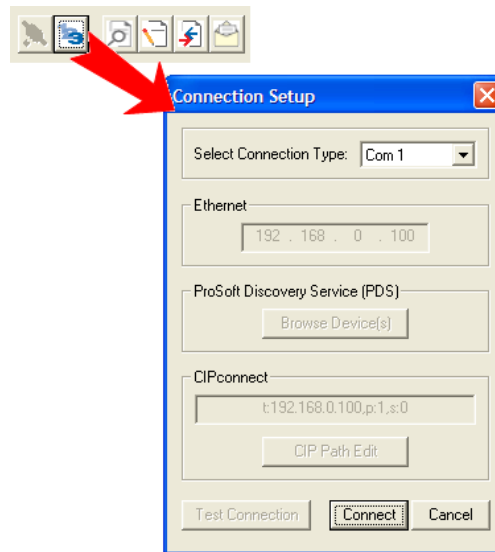 Connection Setup
Select Connection Type: Com 1
Ethernet
192 . 168 . 0 . 100
ProSoft Discovery Service (PDS)
Browse Device(s)
CIPconnect
t:192.168.0.100,p:1,s:0
CIP Path Edit
Test Connection Connect Cancel